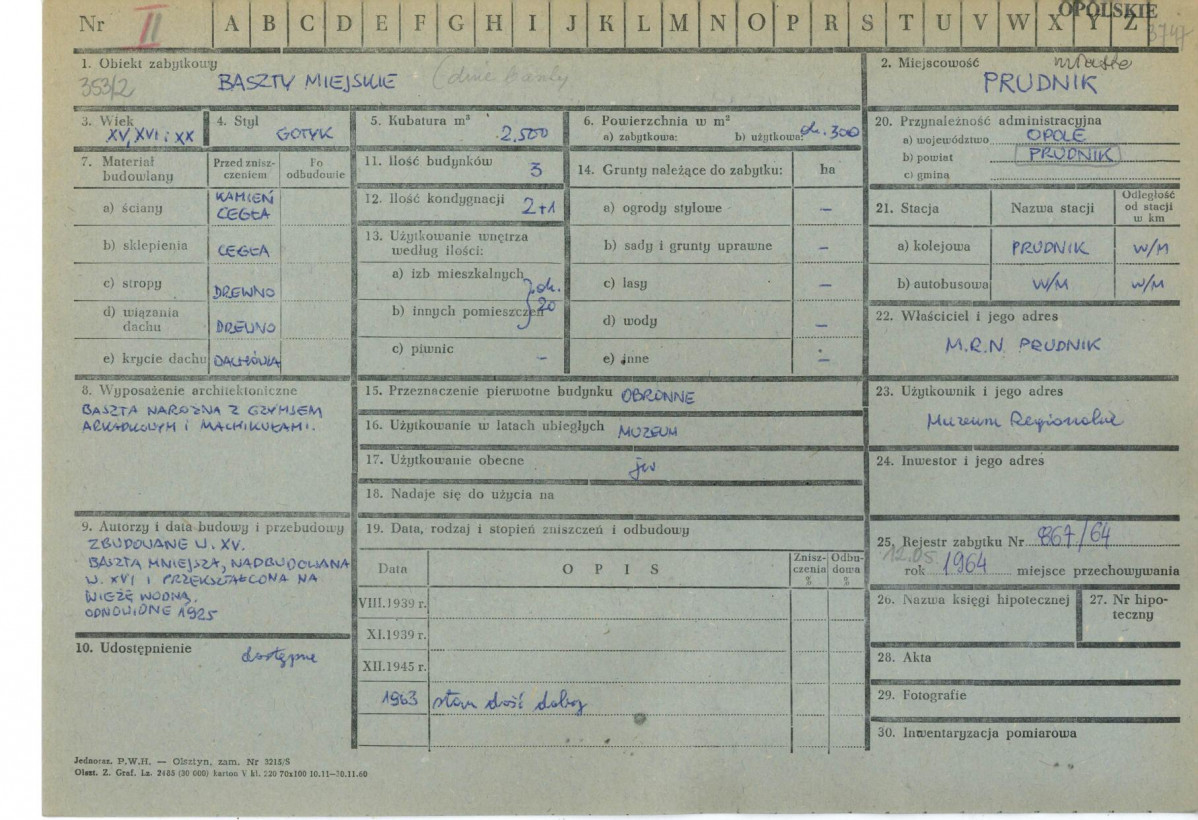 OPOLSKIE
Nr II A B C D E F G H I J K L M N O P R S T U V W X Y Z
3747
1. Obiekt zabytkowy
353/2
BASZTY MIEJSKIE (dwie baszty
2. Miejscowość miasto
PRUDNIK
3. Wiek
XV, XVI i XX
4. Styl
GOTYK
5. Kubatura m³
2.500
6. Powierzchnia w m²
a) zabytkowa: b) użytkowa: ok. 300
7. Materiał budowlany
Przed zniszczeniem
Po odbudowie
a) ściany
KAMIEŃ
CEGŁA
b) sklepienia CEGŁA
c) stropy DREWNO
d) wiązania dachu DREWNO
e) krycie dachu DACHÓWKA
8. Wyposażenie architektoniczne
BASZTA NAROŻNA Z GZYMSEM
ARKADKOWYM i MACHIKUŁAMI.
9. Autorzy i data budowy i przebudowy
ZBUDOWANE W. XV.
BASZTA MNIEJSZA, NADBUDOWANA
W. XVI I PRZEKSZTAŁCONA NA
WIEŻĘ WODNĄ.
ODNOWIONE 1925
10. Udostępnienie
dostępne
11. Ilość budynków 3
12. Ilość kondygnacji 2+1
13. Użytkowanie wnętrza według ilości:
a) izb mieszkalnych
b) innych pomieszczeń
ok. 20
c) piwnic –
14. Grunty należące do zabytku: ha
a) ogrody stylowe –
b) sady i grunty uprawne –
c) lasy –
d) wody –
e) inne –
15. Przeznaczenie pierwotne budynku OBRONNE
16. Użytkowanie w latach ubiegłych MUZEUM
17. Użytkowanie obecne jw
18. Nadaje się do użycia na
19. Data, rodzaj i stopień zniszczeń i odbudowy
Data OPIS Zniszczenia % Odbudowa %
VIII.1939 r.
XI.1939 r.
XII.1945 r.
1963 stan dość dobry
20. Przynależność administracyjna
a) województwo OPOLE
b) powiat PRUDNIK
c) gmina
21. Stacja Nazwa stacji Odległość od stacji w km
a) kolejowa PRUDNIK W/M
b) autobusowa W/M W/M
22. Właściciel i jego adres
M.R.N PRUDNIK
23. Użytkownik i jego adres
Muzeum Regionalne
24. Inwestor i jego adres
25. Rejestr zabytku Nr 867/64
12.05.
rok 1964 miejsce przechowywania
26. Nazwa księgi hipotecznej
27. Nr hipoteczny
28. Akta
29. Fotografie
30. Inwentaryzacja pomiarowa
Jednoraz. P.W.H. — Olsztyn, zam. Nr 3215/S
Olszt. Z. Graf. Lz. 2485 (30 000) karton V kl. 220 70x100 10.11—30.11.60